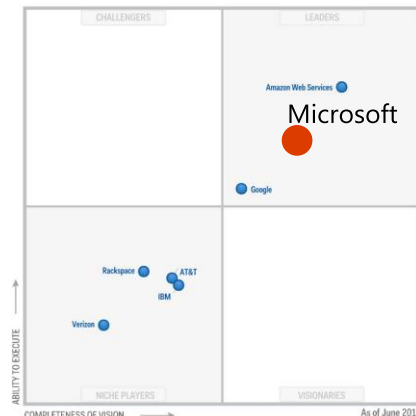 CHALLENGERS
LEADERS
Amazon Web Services
Microsoft
Google
Rackspace
AT&T
IBM
Verizon
ABILITY TO EXECUTE
NICHE PLAYERS
VISIONARIES
COMPLETENESS OF VISION
As of June 201